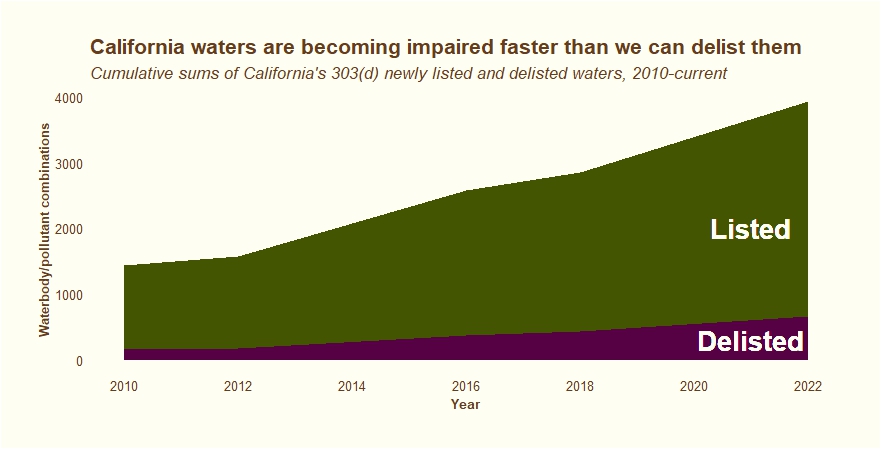 California waters are becoming impaired faster than we can delist them
Cumulative sums of California's 303(d) newly listed and delisted waters, 2010-current
Waterbody/pollutant combinations
4000
3000
2000
1000
0
Listed
Delisted
2010 2012 2014 2016 2018 2020 2022
Year